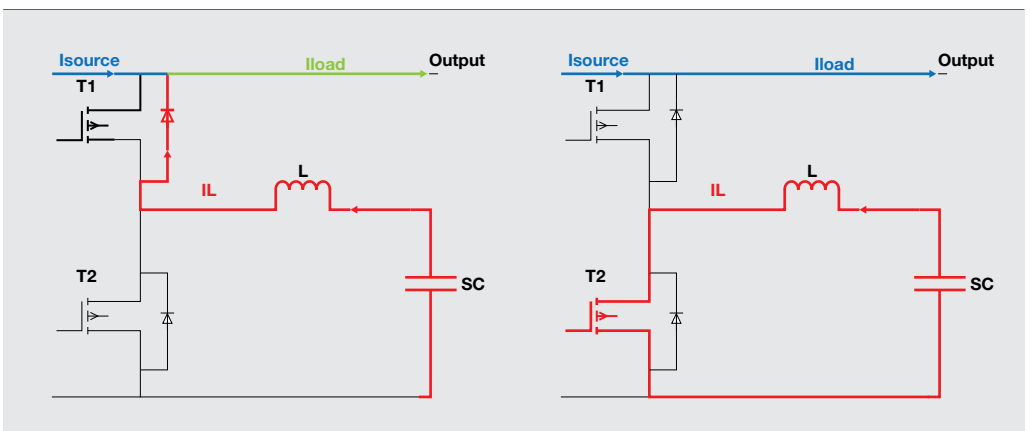 Isource
Iload
Output
T1
L
IL
T2
SC
Isource
Iload
Output
T1
L
IL
T2
SC